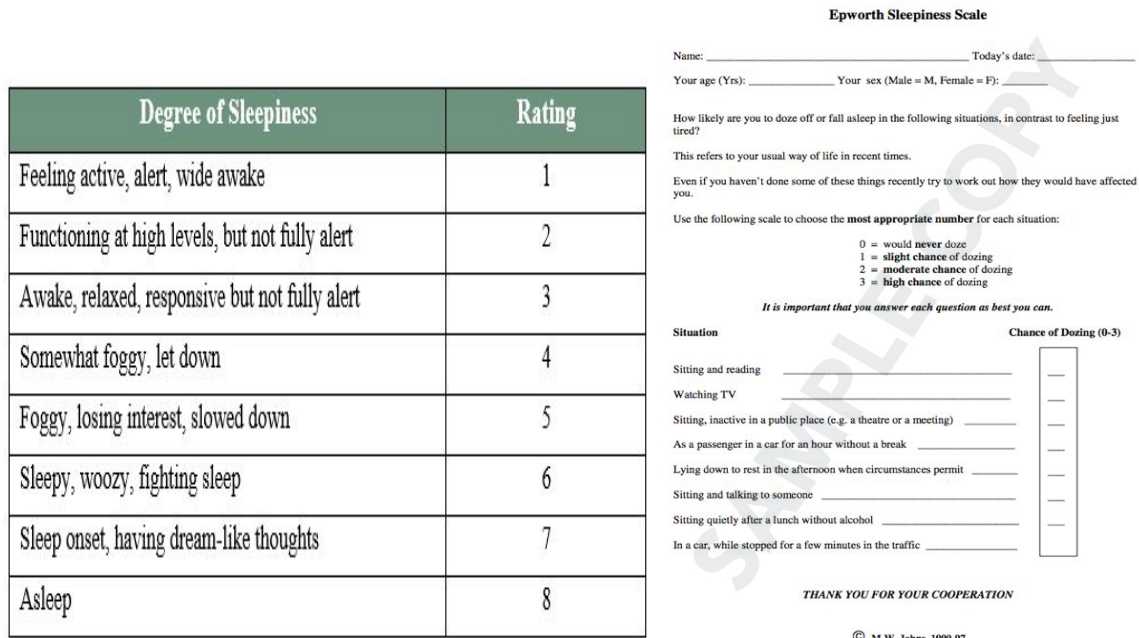 Degree of Sleepiness Rating
Feeling active, alert, wide awake 1
Functioning at high levels, but not fully alert 2
Awake, relaxed, responsive but not fully alert 3
Somewhat foggy, let down 4
Foggy, losing interest, slowed down 5
Sleepy, woozy, fighting sleep 6
Sleep onset, having dream-like thoughts 7
Asleep 8
Epworth Sleepiness Scale
Name: Today's date:
Your age (Yrs): Your sex (Male = M, Female = F):
How likely are you to doze off or fall asleep in the following situations, in contrast to feeling just
tired?
This refers to your usual way of life in recent times.
Even if you haven't done some of these things recently try to work out how they would have affected
you.
Use the following scale to choose the most appropriate number for each situation:
0 = would never doze
1 = slight chance of dozing
2 = moderate chance of dozing
3 = high chance of dozing
It is important that you answer each question as best you can.
Situation Chance of Dozing (0-3)
Sitting and reading
Watching TV
Sitting, inactive in a public place (e.g. a theatre or a meeting)
As a passenger in a car for an hour without a break
Lying down to rest in the afternoon when circumstances permit
Sitting and talking to someone
Sitting quietly after a lunch without alcohol
In a car, while stopped for a few minutes in the traffic
THANK YOU FOR YOUR COOPERATION
SAMPLE COPY